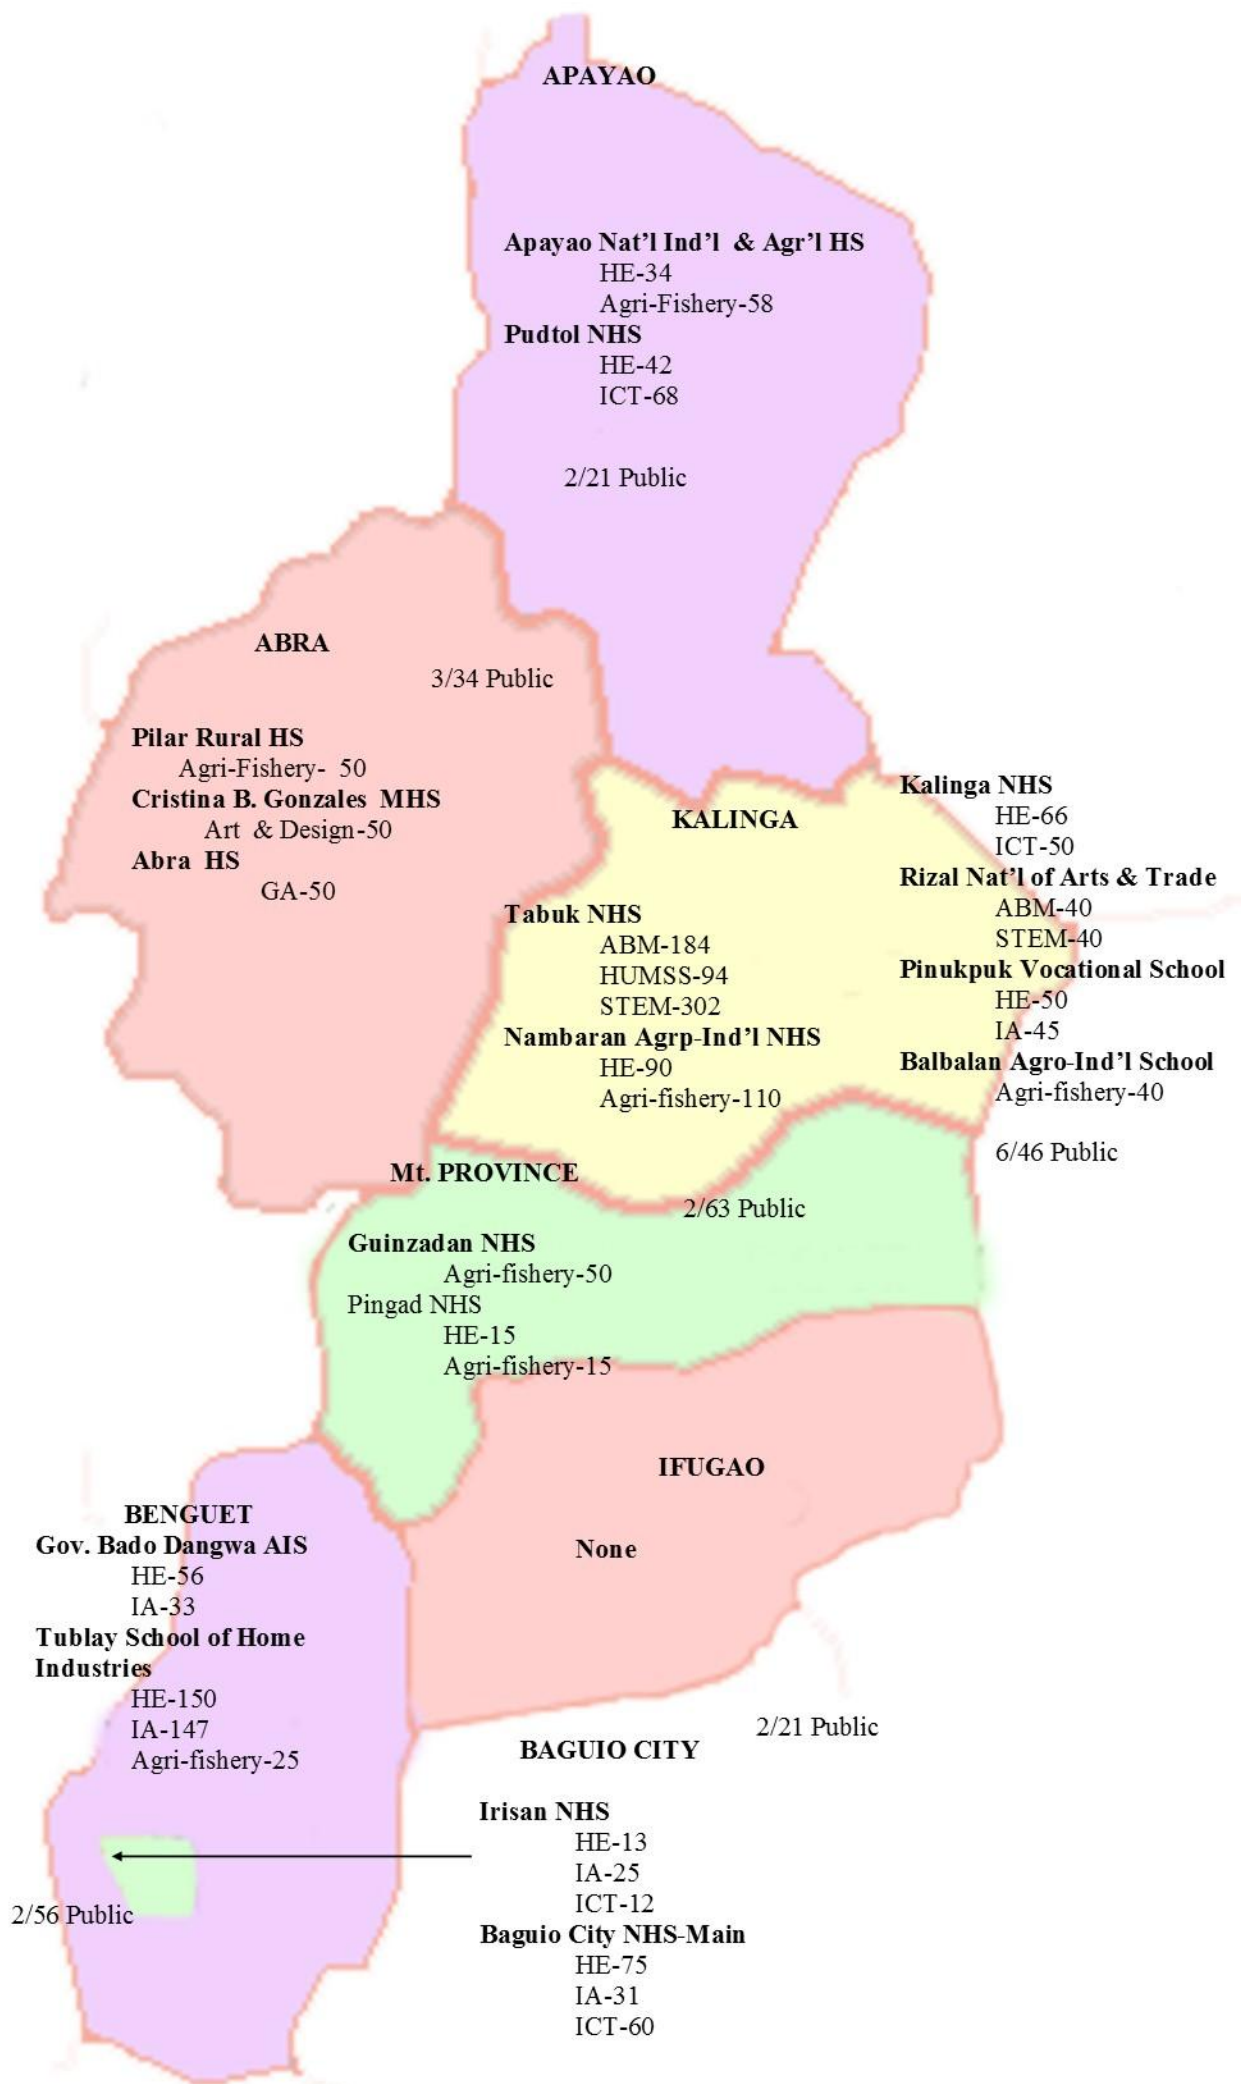 APAYAO
Apayao Nat'l Ind'l & Agr'l HS
HE-34
Agri-Fishery-58
Pudtol NHS
HE-42
ICT-68
2/21 Public
ABRA
3/34 Public
Pilar Rural HS
Agri-Fishery- 50
Cristina B. Gonzales MHS
Art & Design-50
Abra HS
GA-50
KALINGA
Tabuk NHS
ABM-184
HUMSS-94
STEM-302
Nambaran Agrp-Ind'l NHS
HE-90
Agri-fishery-110
Kalinga NHS
HE-66
ICT-50
Rizal Nat'l of Arts & Trade
ABM-40
STEM-40
Pinukpuk Vocational School
HE-50
IA-45
Balbalan Agro-Ind'l School
Agri-fishery-40
6/46 Public
Mt. PROVINCE
2/63 Public
Guinzadan NHS
Agri-fishery-50
Pingad NHS
HE-15
Agri-fishery-15
IFUGAO
None
BENGUET
Gov. Bado Dangwa AIS
HE-56
IA-33
Tublay School of Home
Industries
HE-150
IA-147
Agri-fishery-25
2/56 Public
2/21 Public
BAGUIO CITY
Irisan NHS
HE-13
IA-25
ICT-12
Baguio City NHS-Main
HE-75
IA-31
ICT-60